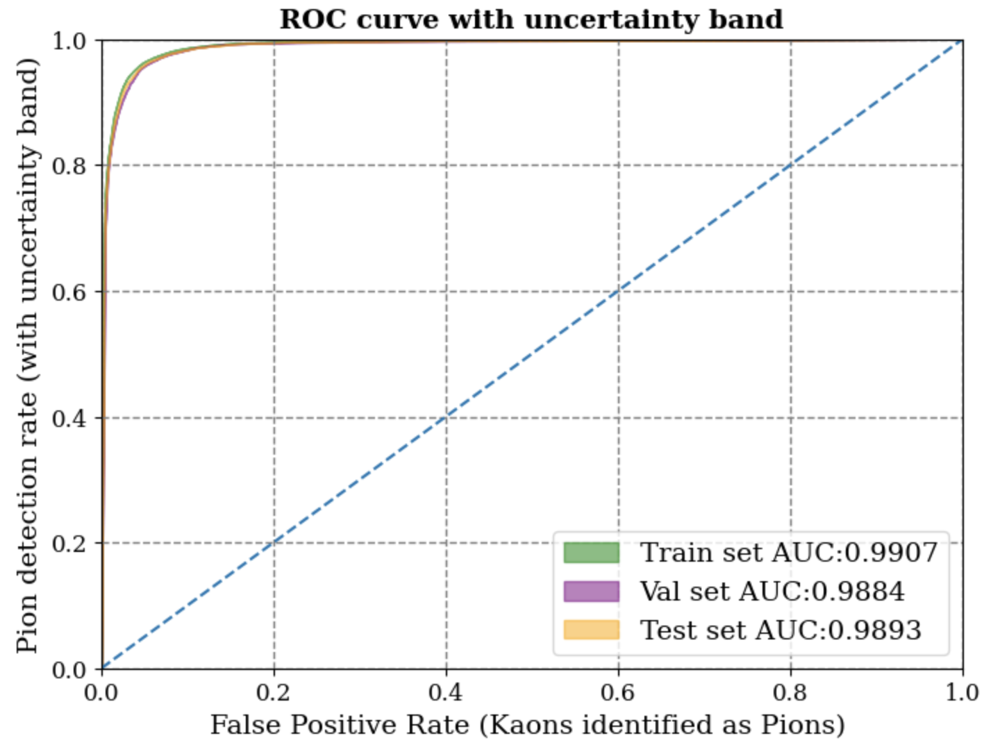 ROC curve with uncertainty band
Pion detection rate (with uncertainty band)
1.0
0.8
0.6
0.4
0.2
0.0
Train set AUC:0.9907
Val set AUC:0.9884
Test set AUC:0.9893
0.0 0.2 0.4 0.6 0.8 1.0
False Positive Rate (Kaons identified as Pions)